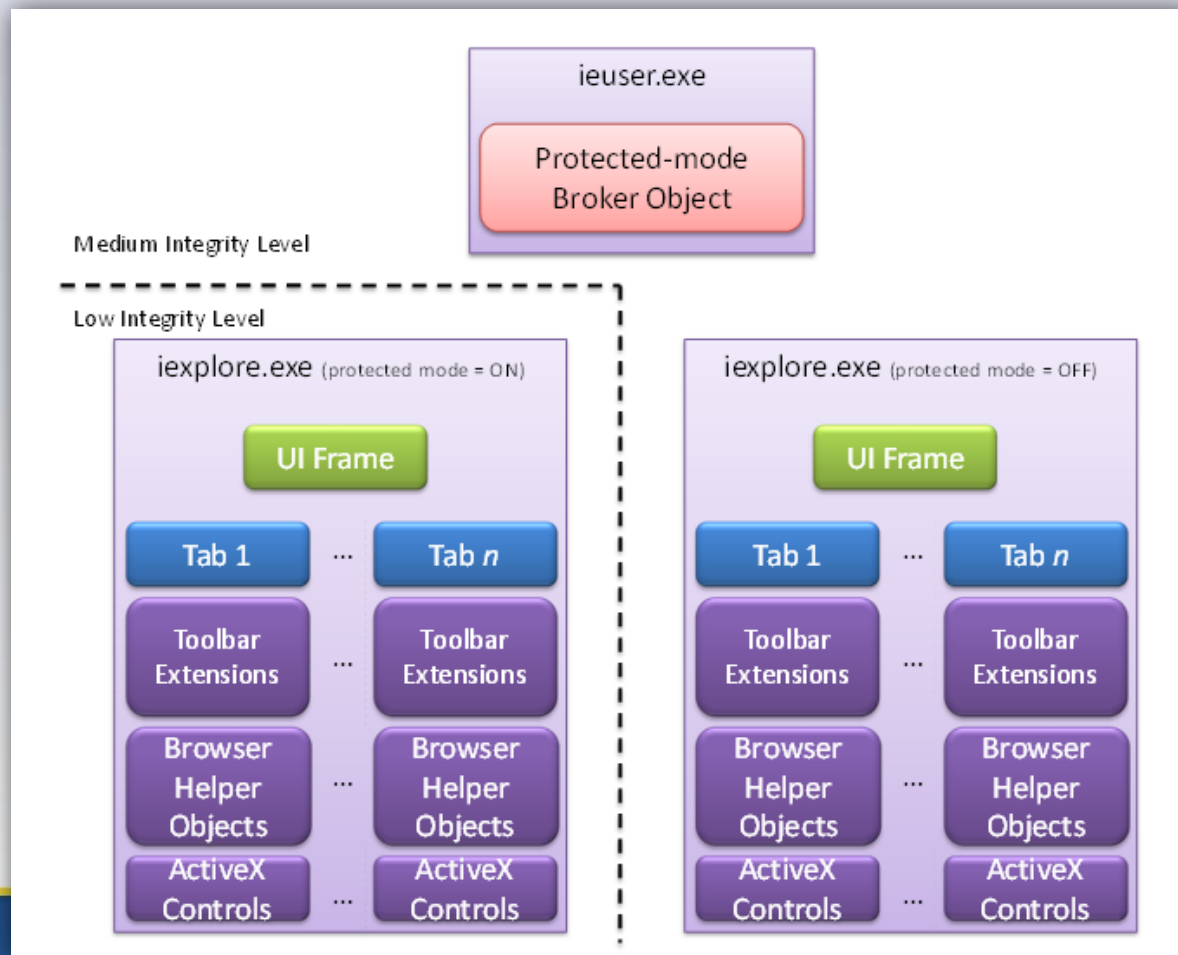 ieuser.exe
Protected-mode
Broker Object
Medium Integrity Level
Low Integrity Level
iexplore.exe (protected mode = ON)
UI Frame
Tab 1 ... Tab n
Toolbar
Extensions
...
Toolbar
Extensions
Browser
Helper
Objects
...
Browser
Helper
Objects
ActiveX
Controls
...
ActiveX
Controls
iexplore.exe (protected mode = OFF)
UI Frame
Tab 1 ... Tab n
Toolbar
Extensions
...
Toolbar
Extensions
Browser
Helper
Objects
...
Browser
Helper
Objects
ActiveX
Controls
...
ActiveX
Controls